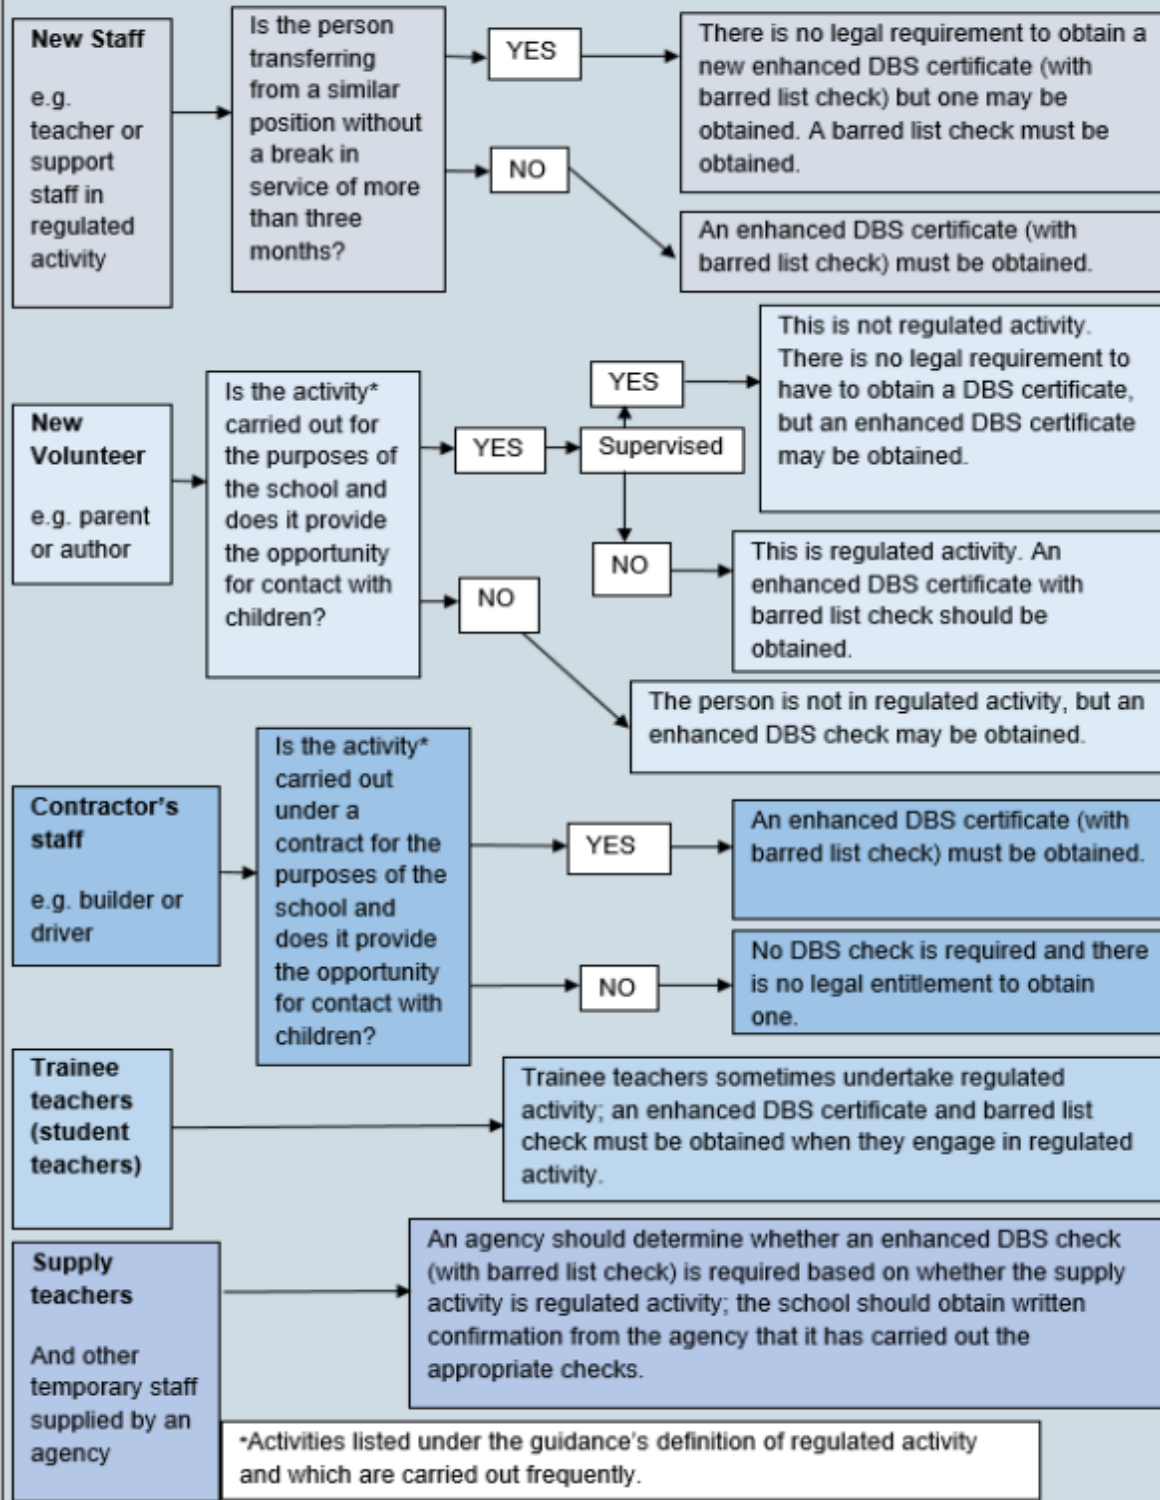 New Staff
e.g.
teacher or
support
staff in
regulated
activity
Is the person
transferring
from a similar
position without
a break in
service of more
than three
months?
YES
There is no legal requirement to obtain a
new enhanced DBS certificate (with
barred list check) but one may be
obtained. A barred list check must be
obtained.
NO
An enhanced DBS certificate (with
barred list check) must be obtained.
New
Volunteer
e.g. parent
or author
Is the activity*
carried out for
the purposes of
the school and
does it provide
the opportunity
for contact with
children?
YES
Supervised
YES
This is not regulated activity.
There is no legal requirement to
have to obtain a DBS certificate,
but an enhanced DBS certificate
may be obtained.
NO
This is regulated activity. An
enhanced DBS certificate with
barred list check should be
obtained.
NO
The person is not in regulated activity, but an
enhanced DBS check may be obtained.
Contractor's
staff
e.g. builder or
driver
Is the activity*
carried out
under a
contract for the
purposes of the
school and
does it provide
the opportunity
for contact with
children?
YES
An enhanced DBS certificate (with
barred list check) must be obtained.
NO
No DBS check is required and there
is no legal entitlement to obtain
one.
Trainee
teachers
(student
teachers)
Trainee teachers sometimes undertake regulated
activity; an enhanced DBS certificate and barred list
check must be obtained when they engage in regulated
activity.
Supply
teachers
And other
temporary staff
supplied by an
agency
An agency should determine whether an enhanced DBS check
(with barred list check) is required based on whether the supply
activity is regulated activity; the school should obtain written
confirmation from the agency that it has carried out the
appropriate checks.
*Activities listed under the guidance's definition of regulated activity
and which are carried out frequently.